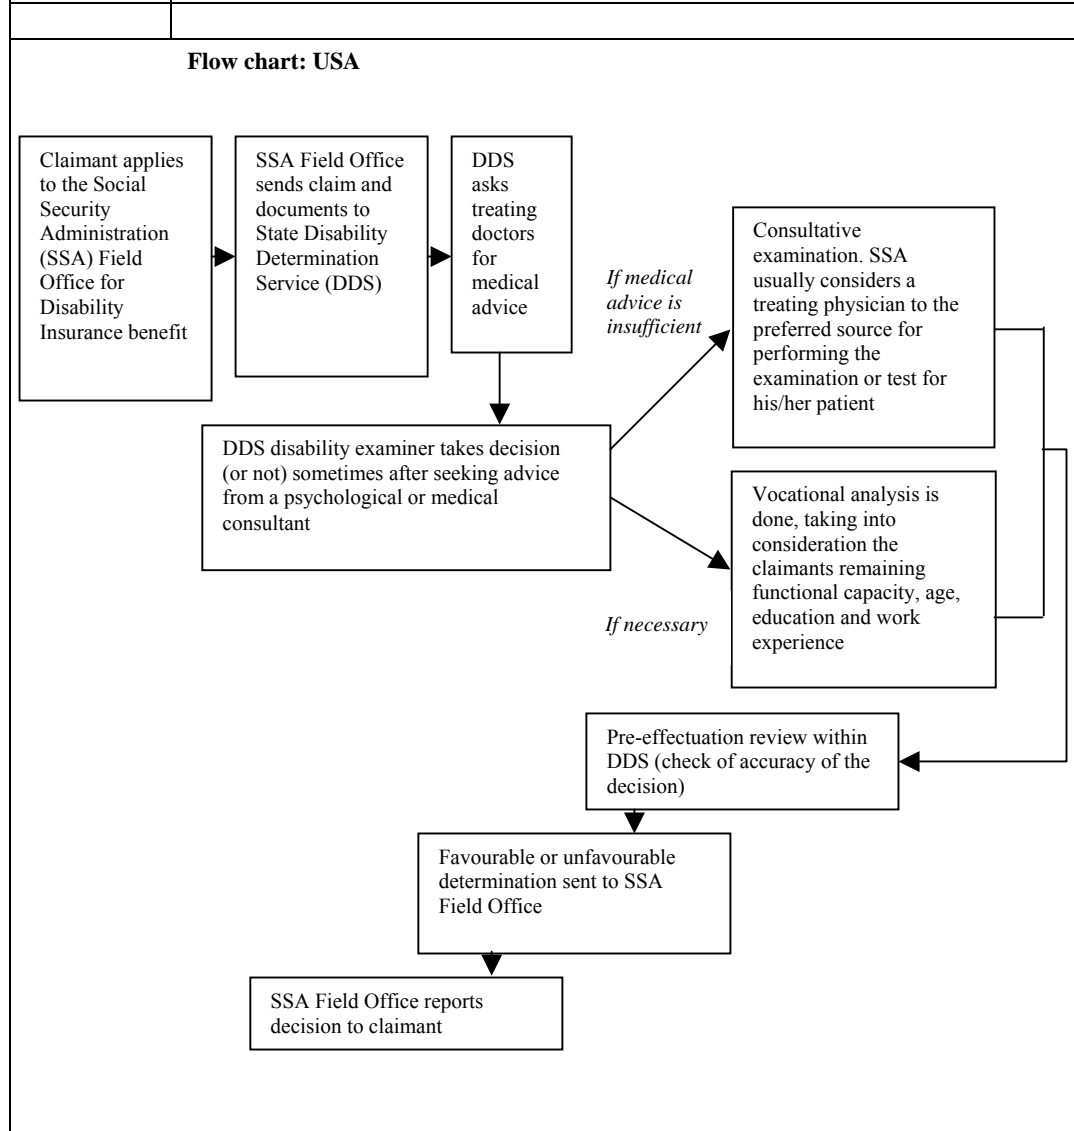 Flow chart: USA
Claimant applies
to the Social
Security
Administration
(SSA) Field
Office for
Disability
Insurance benefit
SSA Field Office
sends claim and
documents to
State Disability
Determination
Service (DDS)
DDS
asks
treating
doctors
for
medical
advice
If medical
advice is
insufficient
Consultative
examination. SSA
usually considers a
treating physician to the
preferred source for
performing the
examination or test for
his/her patient
DDS disability examiner takes decision
(or not) sometimes after seeking advice
from a psychological or medical
consultant
If necessary
Vocational analysis is
done, taking into
consideration the
claimants remaining
functional capacity, age,
education and work
experience
Pre-effectuation review within
DDS (check of accuracy of the
decision)
Favourable or unfavourable
determination sent to SSA
Field Office
SSA Field Office reports
decision to claimant